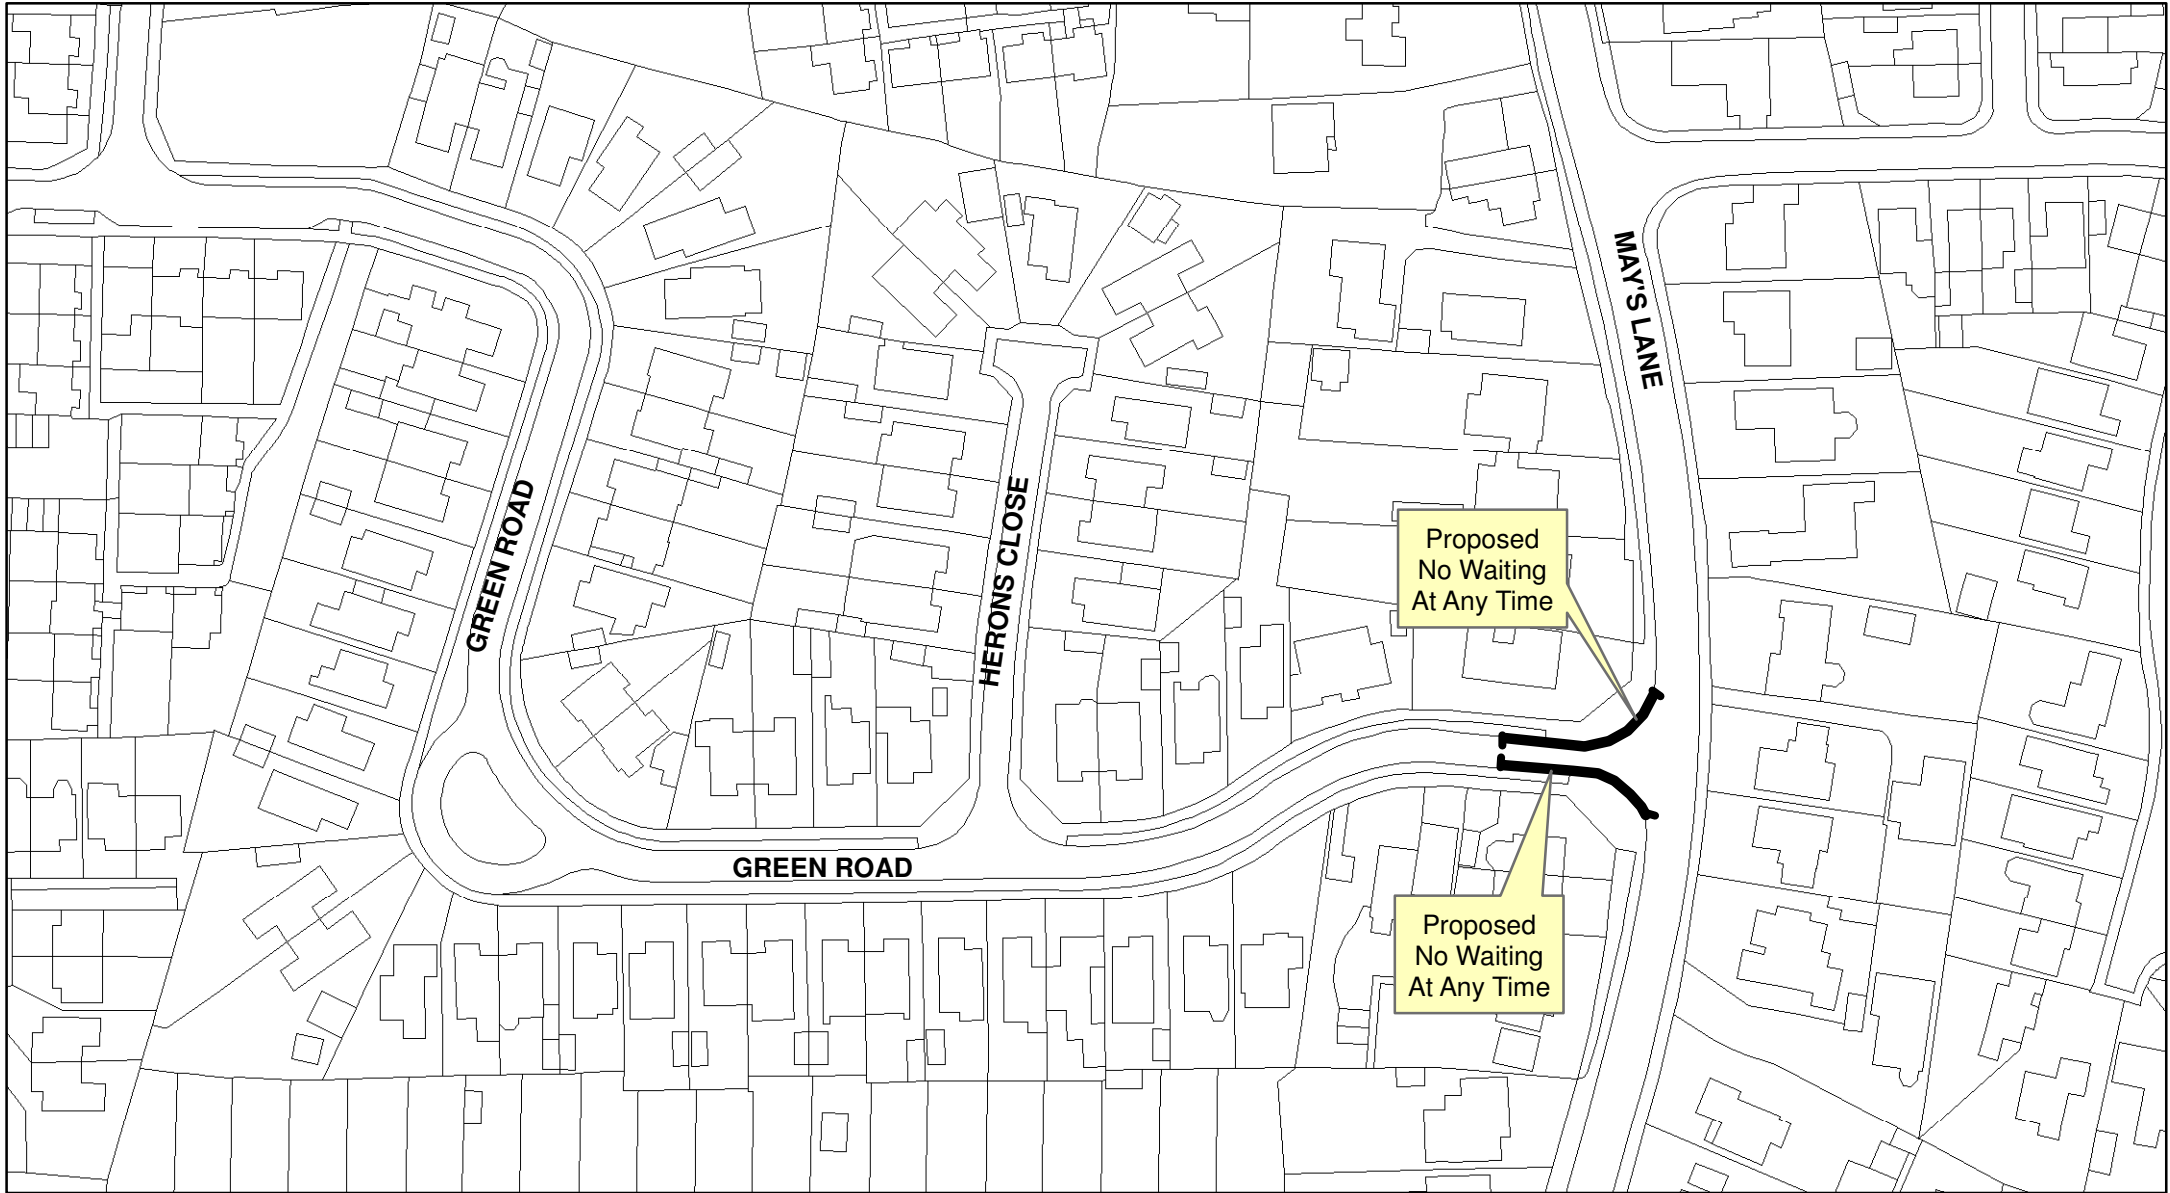 MAY'S LANE
GREEN ROAD
HERONS CLOSE
Proposed
No Waiting
At Any Time
GREEN ROAD
Proposed
No Waiting
At Any Time